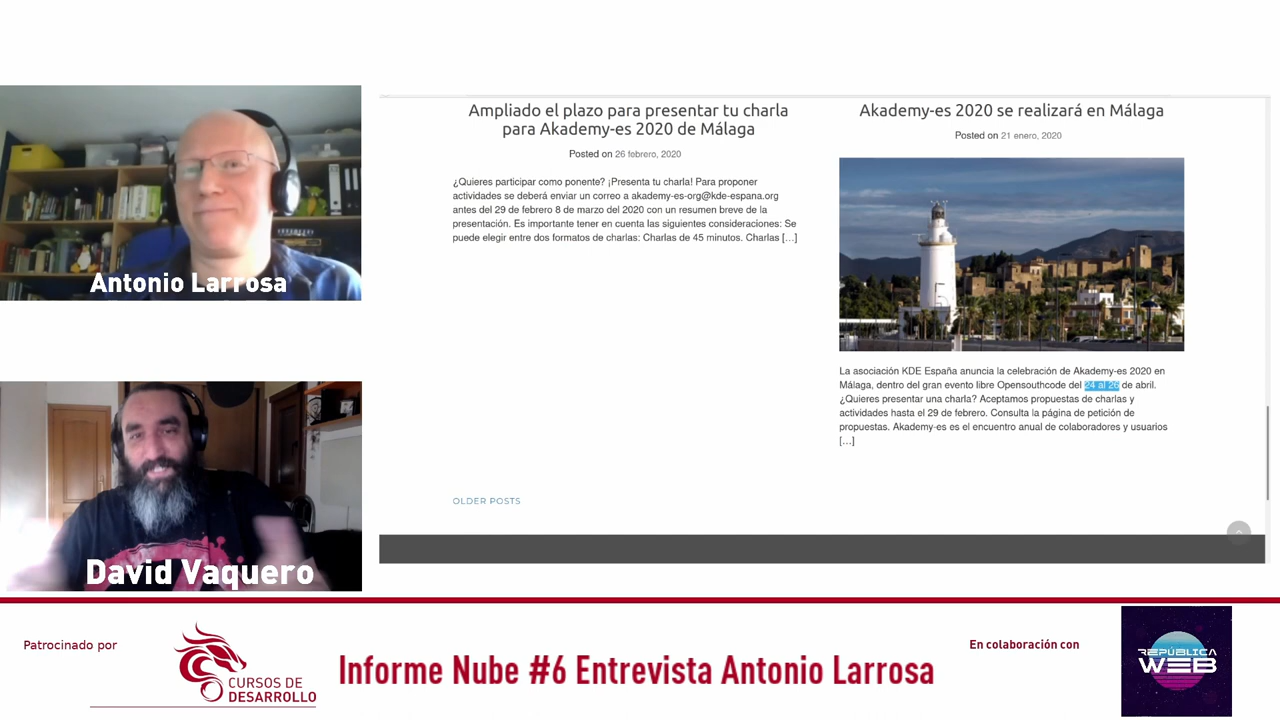 Antonio Larrosa
David Vaquero
Ampliado el plazo para presentar tu charla
para Akademy-es 2020 de Málaga
Posted on 26 febrero, 2020
¿Quieres participar como ponente? ¡Presenta tu charla! Para proponer
actividades se deberá enviar un correo a akademy-es-org@kde-espana.org
antes del 29 de febrero 8 de marzo del 2020 con un resumen breve de la
presentación. Es importante tener en cuenta las siguientes consideraciones: Se
puede elegir entre dos formatos de charlas: Charlas de 45 minutos. Charlas […]
OLDER POSTS
Akademy-es 2020 se realizará en Málaga
Posted on 21 enero, 2020
La asociación KDE España anuncia la celebración de Akademy-es 2020 en
Málaga, dentro del gran evento libre Opensouthcode del 24 al 26 de abril.
¿Quieres presentar una charla? Aceptamos propuestas de charlas y
actividades hasta el 29 de febrero. Consulta la página de petición de
propuestas. Akademy-es es el encuentro anual de colaboradores y usuarios
[…]
Patrocinado por
CURSOS DE
DESARROLLO
Informe Nube #6 Entrevista Antonio Larrosa
En colaboración con
REPÚBLICA
WEB